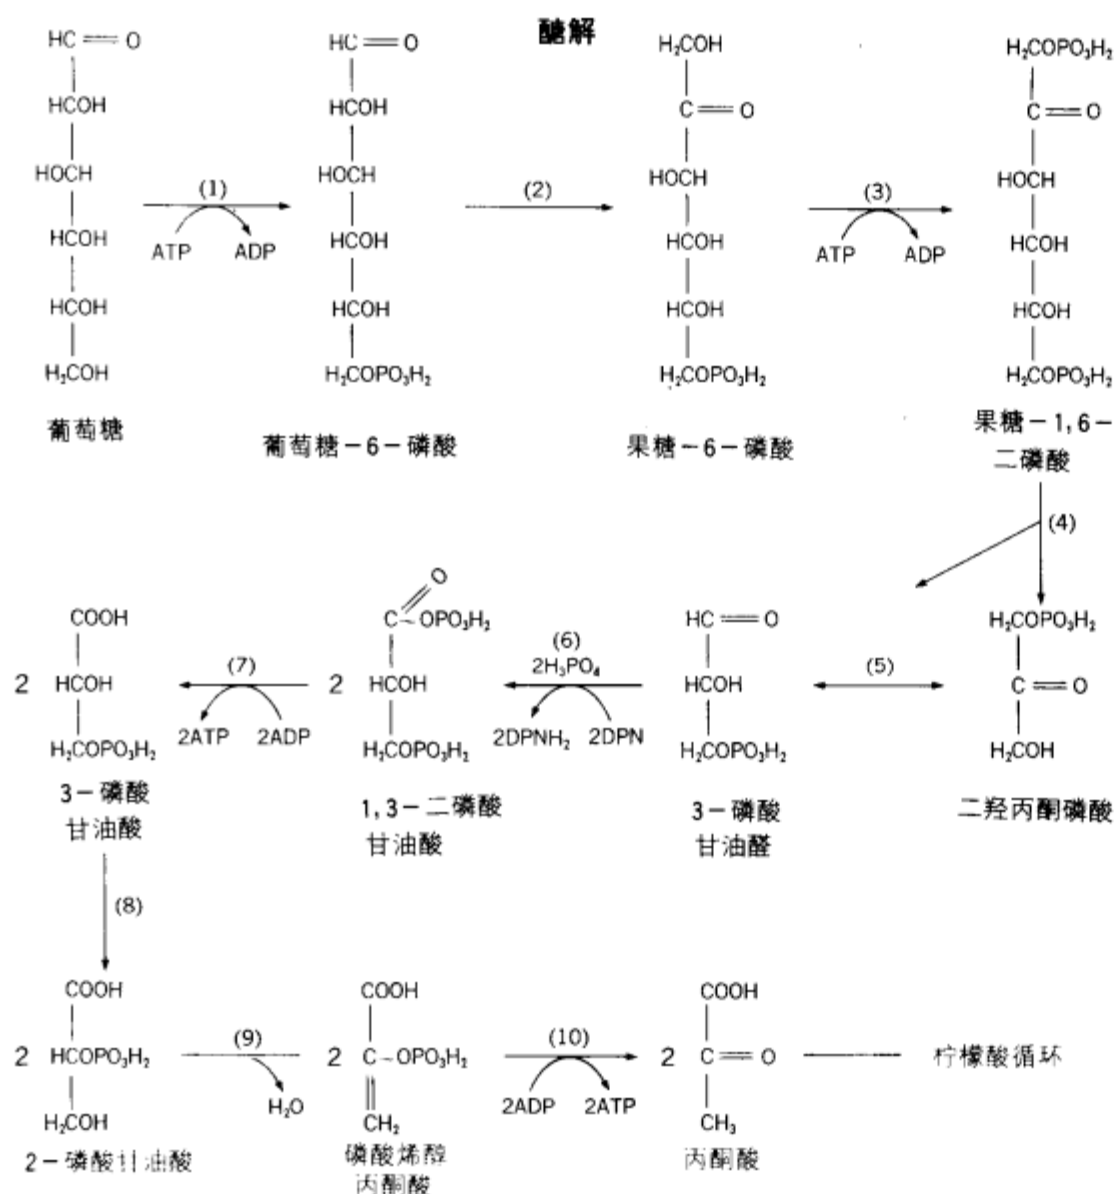 醣解
HC=O HC=O H₂COH H₂COPO₃H₂
HCOH HCOH C=O C=O
HOCH (1) HOCH (2) HOCH (3) HOCH
ATP ADP ATP ADP
HCOH HCOH HCOH HCOH
HCOH HCOH HCOH HCOH
H₂COH H₂COPO₃H₂ H₂COPO₃H₂ H₂COPO₃H₂
葡萄糖 葡萄糖-6-磷酸 果糖-6-磷酸 果糖-1,6-
二磷酸
(4)
O
COOH C~OPO₃H₂ HC=O H₂COPO₃H₂
(7) (6) (5)
2H₃PO₄
2 HCOH 2 HCOH HCOH C=O
2ATP 2ADP 2DPNH₂ 2DPN
H₂COPO₃H₂ H₂COPO₃H₂ H₂COPO₃H₂ H₂COH
3-磷酸 1,3-二磷酸 3-磷酸 二羟丙酮磷酸
甘油酸 甘油酸 甘油醛
(8)
COOH COOH COOH
(9) (10)
2 HCOPO₃H₂ 2 C~OPO₃H₂ 2 C=O 柠檬酸循环
H₂O 2ADP 2ATP
H₂COH CH₂ CH₃
2-磷酸甘油酸 磷酸烯醇 丙酮酸
丙酮酸